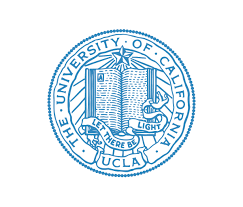 · THE · UNIVERSITY · OF · CALIFORNIA ·
A
LET THERE BE
LIGHT
UCLA